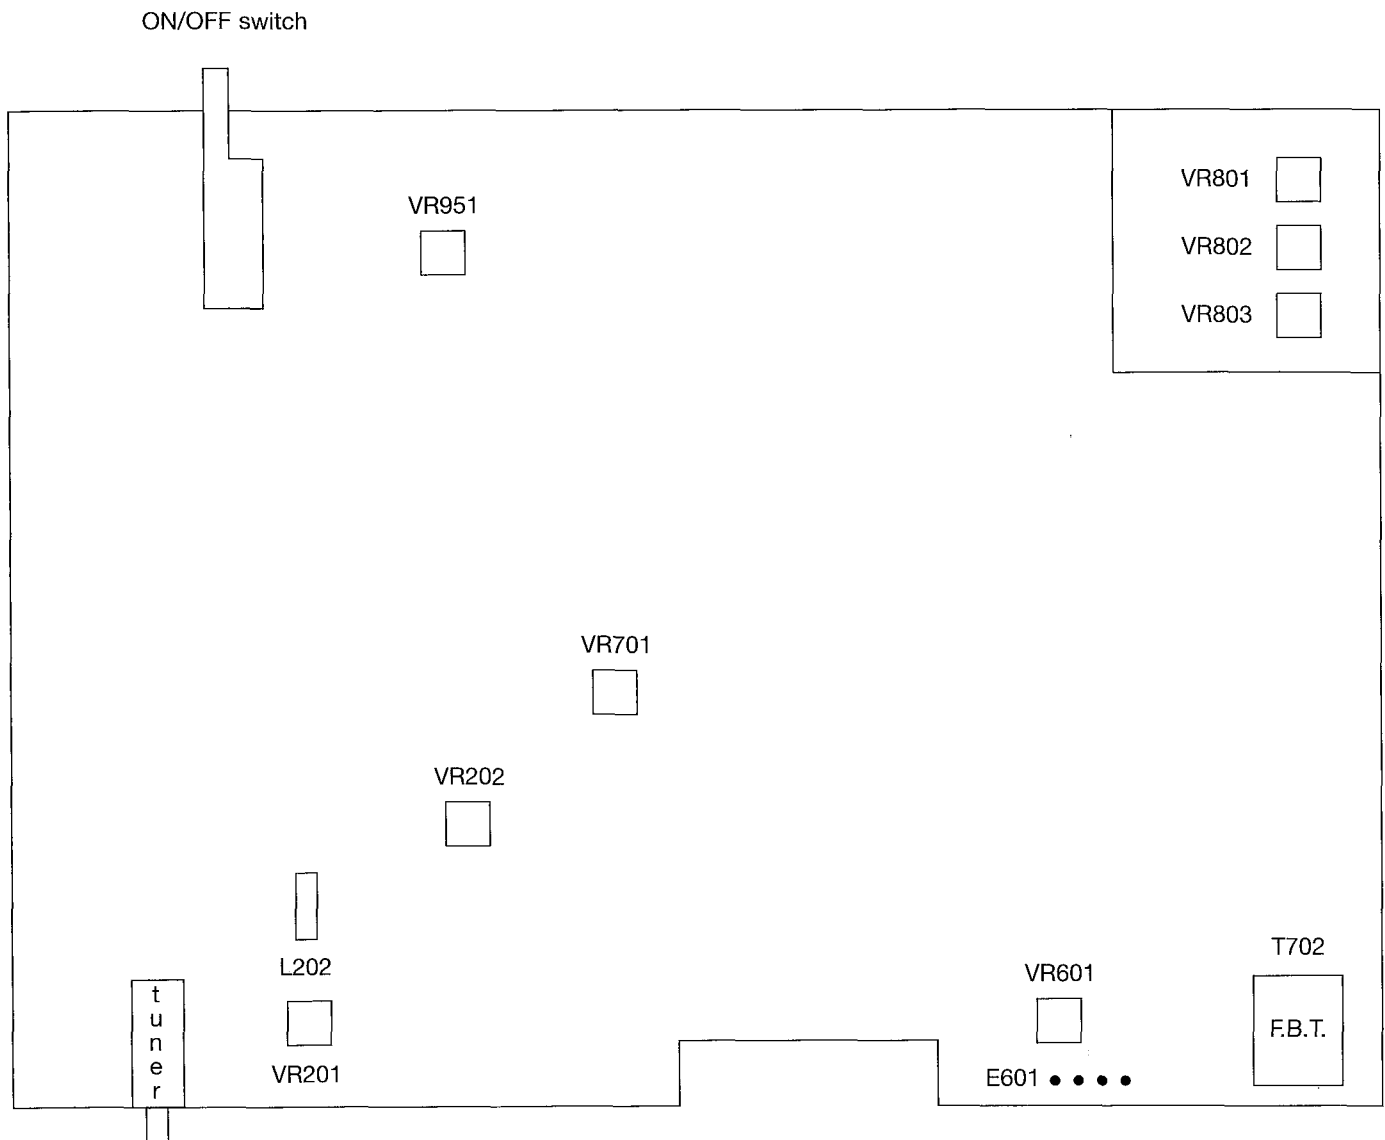 ON/OFF switch
VR951
VR801
VR802
VR803
VR701
VR202
L202
T702
VR601
tuner
F.B.T.
VR201
E601